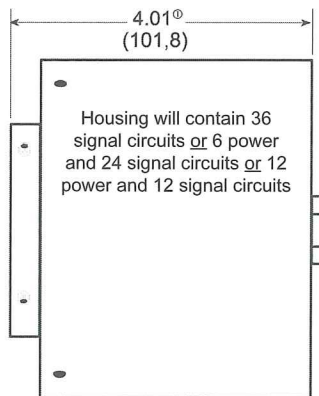 4.01①
(101,8)
Housing will contain 36
signal circuits or 6 power
and 24 signal circuits or 12
power and 12 signal circuits